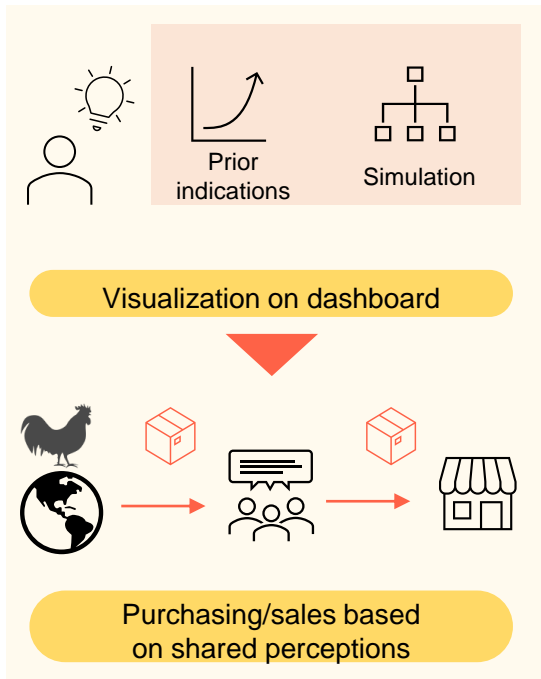 Prior
indications
Simulation
Visualization on dashboard
Purchasing/sales based
on shared perceptions